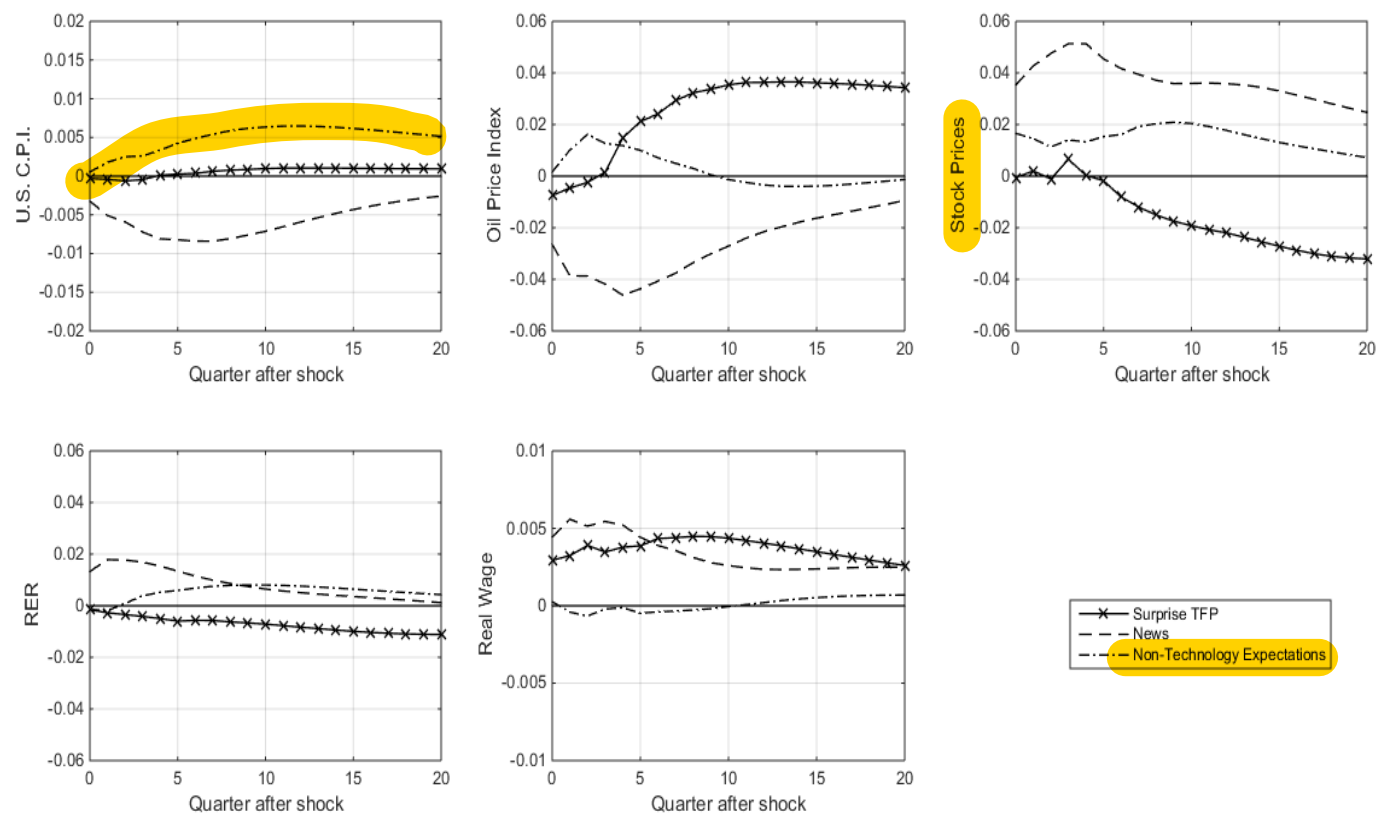 0.02
0.015
0.01
0.005
0
-0.005
-0.01
-0.015
-0.02
U.S. C.P.I.
0 5 10 15 20
Quarter after shock
0.06
0.04
0.02
0
-0.02
-0.04
-0.06
Oil Price Index
0 5 10 15 20
Quarter after shock
0.06
0.04
0.02
0
-0.02
-0.04
-0.06
Stock Prices
0 5 10 15 20
Quarter after shock
0.06
0.04
0.02
0
-0.02
-0.04
-0.06
RER
0 5 10 15 20
Quarter after shock
0.01
0.005
0
-0.005
-0.01
Real Wage
0 5 10 15 20
Quarter after shock
Surprise TFP
News
Non-Technology Expectations